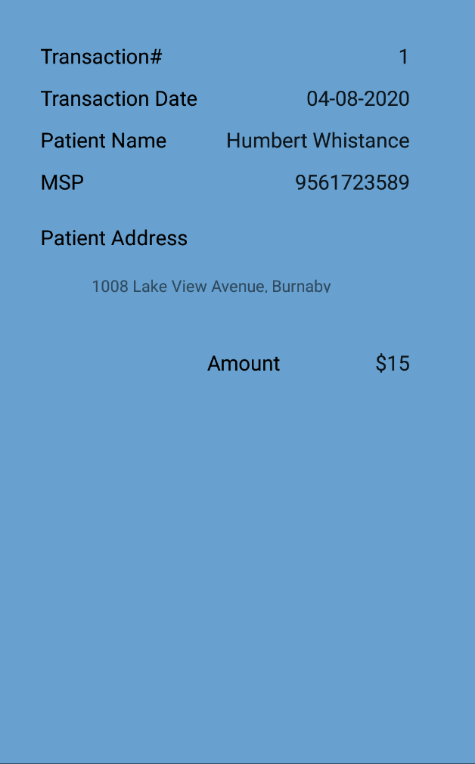 Transaction# 1
Transaction Date 04-08-2020
Patient Name Humbert Whistance
MSP 9561723589
Patient Address
1008 Lake View Avenue, Burnaby
Amount $15